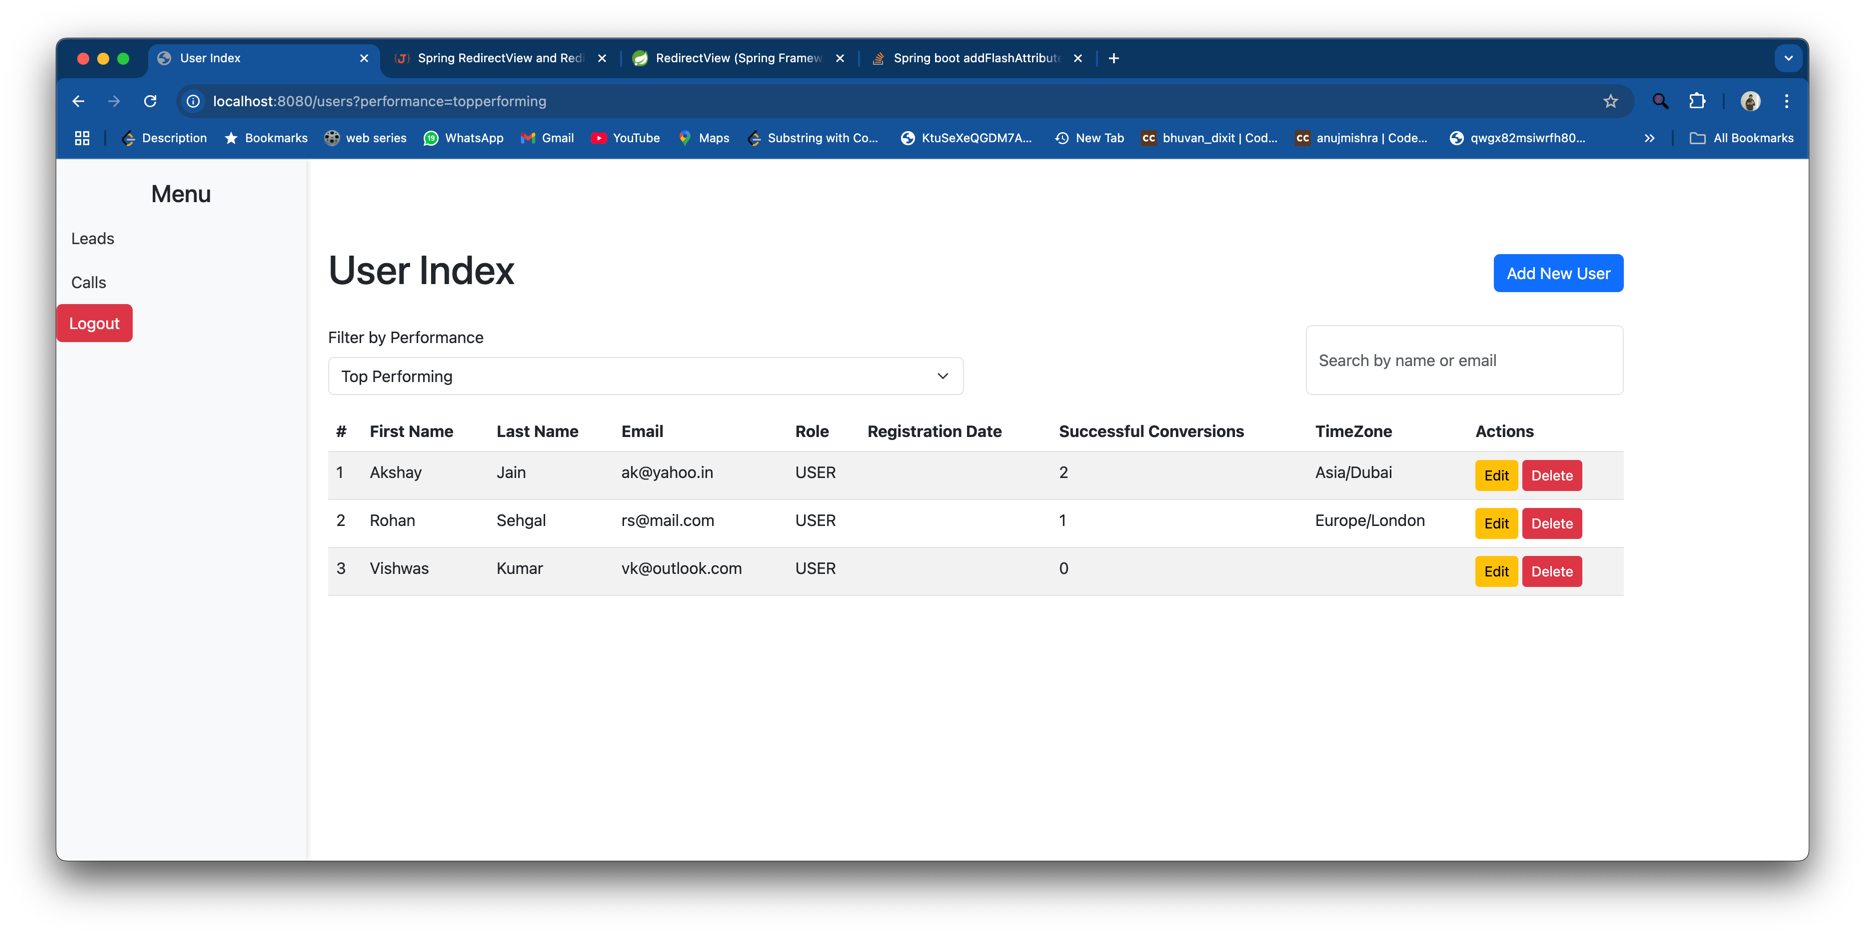 User Index
Spring RedirectView and Redi
RedirectView (Spring Framew
Spring boot addFlashAttribute
localhost:8080/users?performance=topperforming
Description
Bookmarks
web series
19
WhatsApp
Gmail
YouTube
Maps
Substring with Co...
KtuSeXeQGDM7A...
New Tab
cc
bhuvan_dixit | Cod...
cc
anujmishra | Code...
qwgx82msiwrfh80...
All Bookmarks
Menu
Leads
Calls
Logout
User Index
Add New User
Filter by Performance
Top Performing
Search by name or email
# First Name Last Name Email Role Registration Date Successful Conversions TimeZone Actions
1 Akshay Jain ak@yahoo.in USER 2 Asia/Dubai Edit Delete
2 Rohan Sehgal rs@mail.com USER 1 Europe/London Edit Delete
3 Vishwas Kumar vk@outlook.com USER 0 Edit Delete